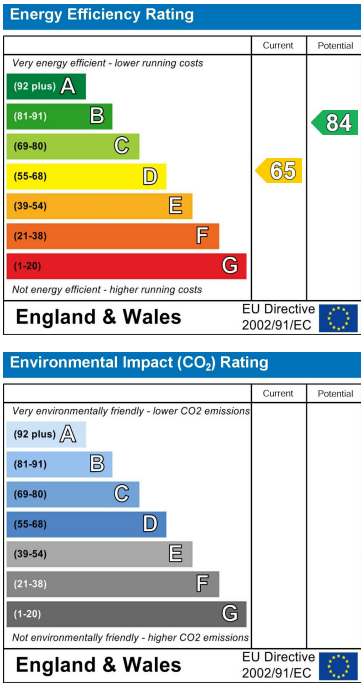 Energy Efficiency Rating
Current Potential
Very energy efficient - lower running costs
(92 plus) A
(81-91) B
84
(69-80) C
(55-68) D
65
(39-54) E
(21-38) F
(1-20) G
Not energy efficient - higher running costs
England & Wales
EU Directive
2002/91/EC
Environmental Impact (CO₂) Rating
Current Potential
Very environmentally friendly - lower CO2 emissions
(92 plus) A
(81-91) B
(69-80) C
(55-68) D
(39-54) E
(21-38) F
(1-20) G
Not environmentally friendly - higher CO2 emissions
England & Wales
EU Directive
2002/91/EC